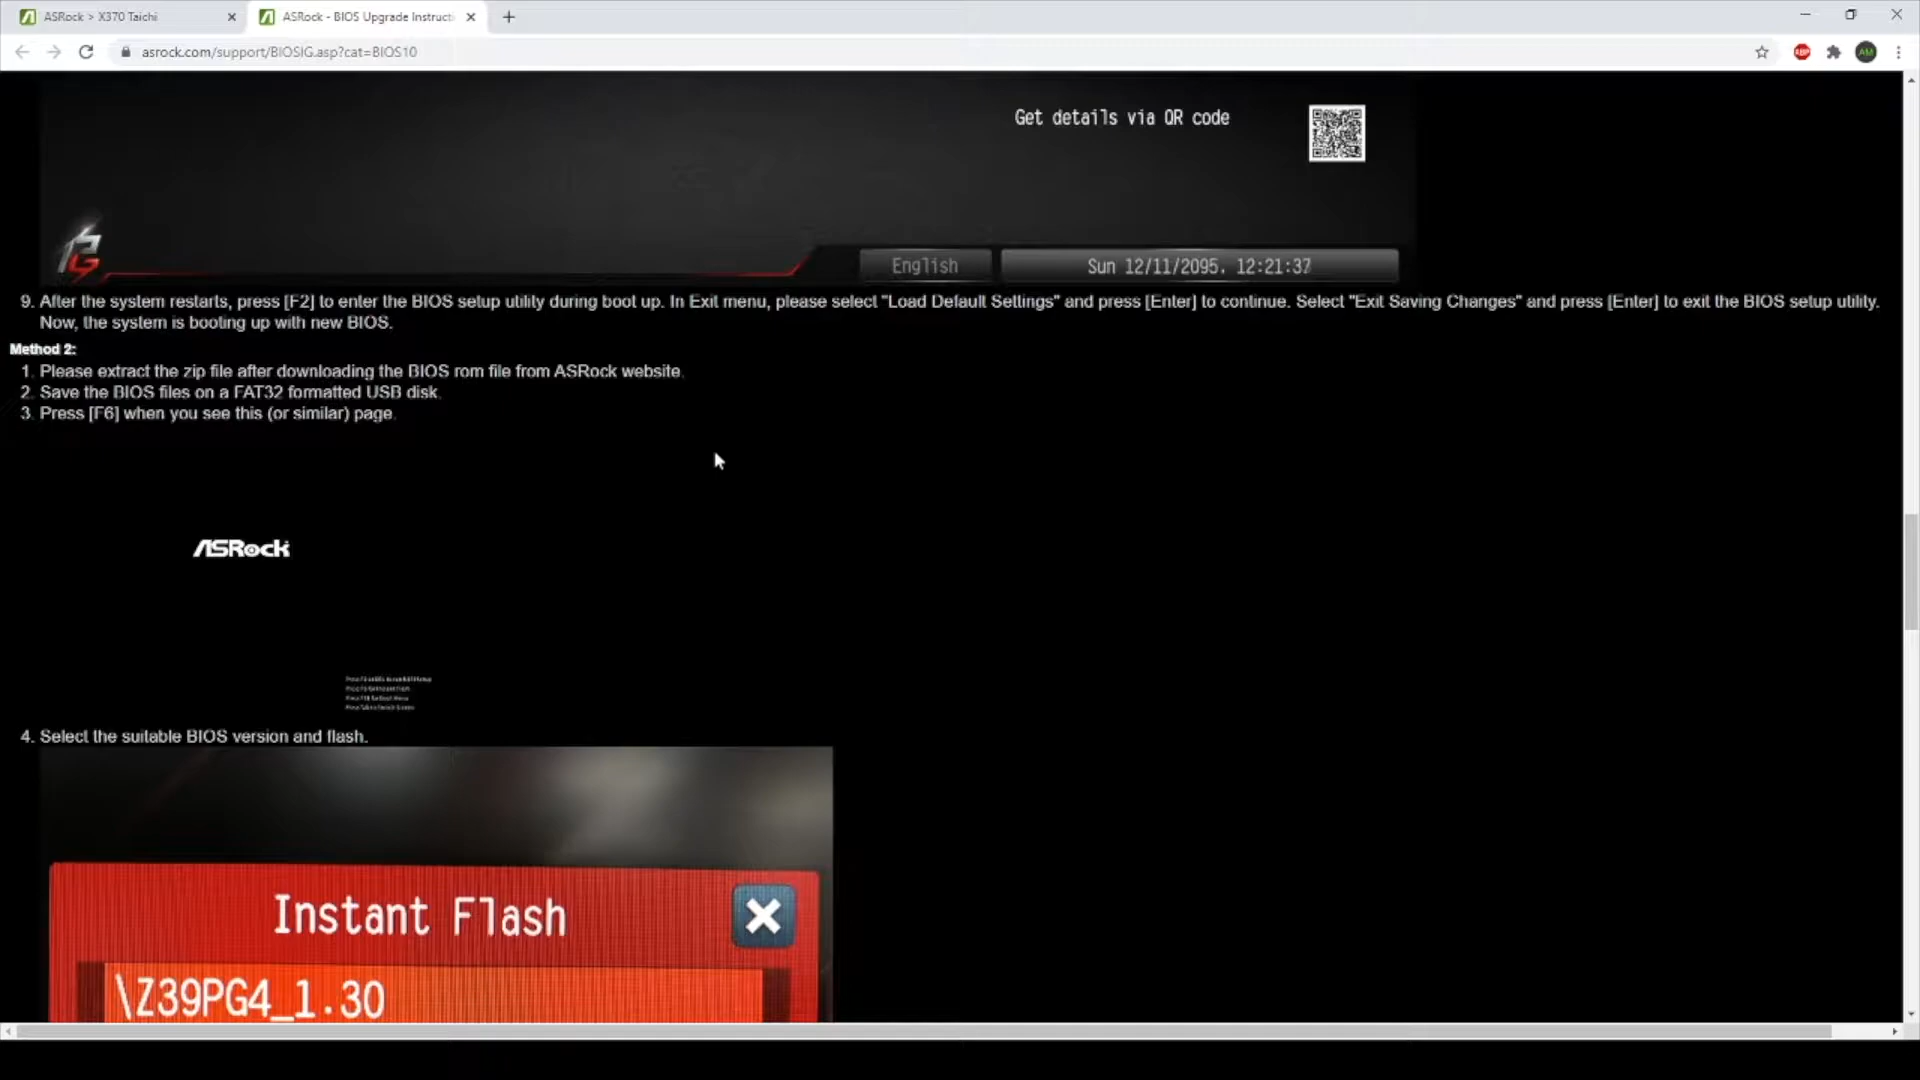 ASRock > X370 Taichi
ASRock - BIOS Upgrade Instruct
asrock.com/support/BIOSIG.asp?cat=BIOS10
ABP
AM
Get details via QR code
English
Sun 12/11/2095. 12:21:37
9. After the system restarts, press [F2] to enter the BIOS setup utility during boot up. In Exit menu, please select "Load Default Settings" and press [Enter] to continue. Select "Exit Saving Changes" and press [Enter] to exit the BIOS setup utility.
Now, the system is booting up with new BIOS.
Method 2:
1. Please extract the zip file after downloading the BIOS rom file from ASRock website.
2. Save the BIOS files on a FAT32 formatted USB disk.
3. Press [F6] when you see this (or similar) page.
ASRock
4. Select the suitable BIOS version and flash.
Instant Flash
\Z39PG4_1.30